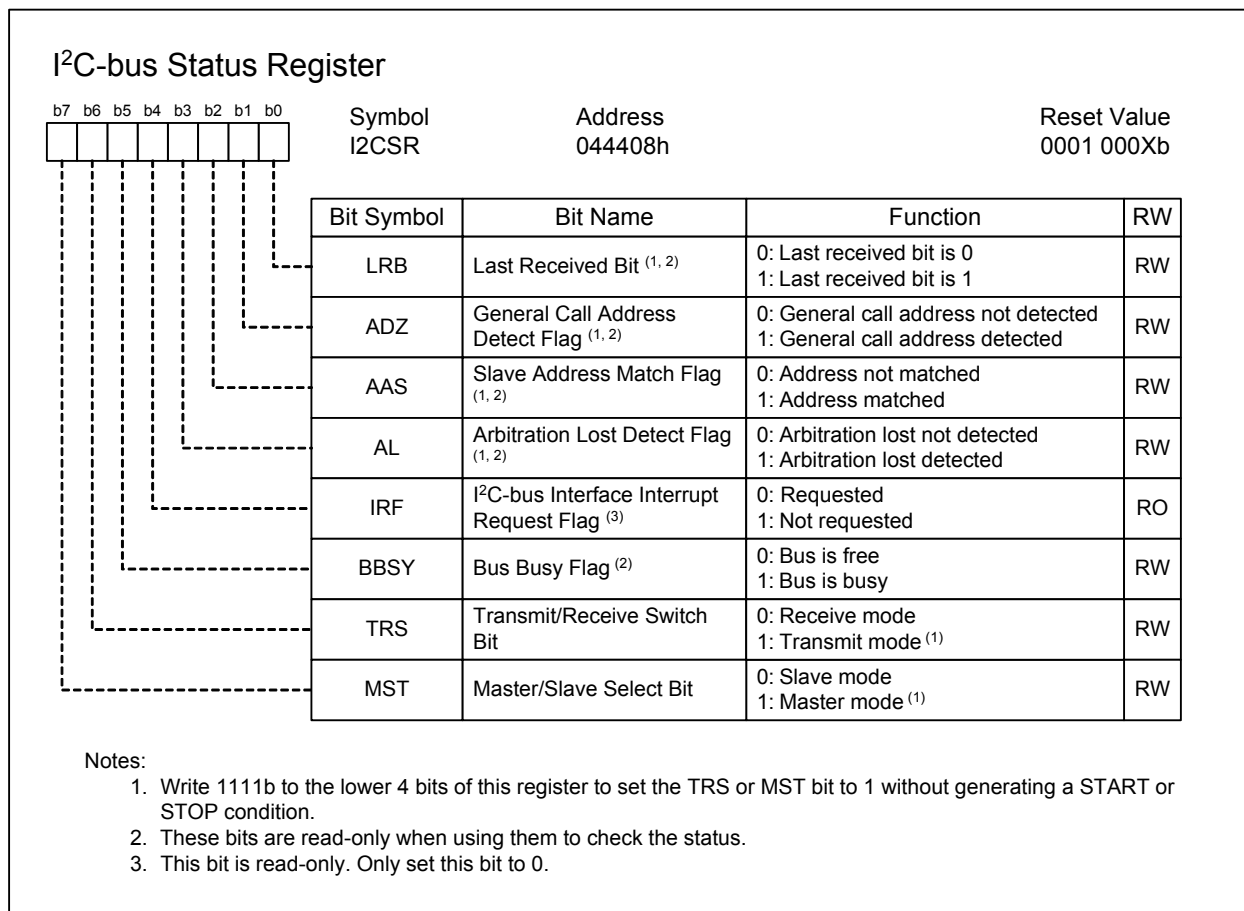 I²C-bus Status Register
b7 b6 b5 b4 b3 b2 b1 b0
Symbol Address Reset Value
I2CSR 044408h 0001 000Xb
Bit Symbol Bit Name Function RW
LRB Last Received Bit (1, 2) 0: Last received bit is 0
1: Last received bit is 1 RW
ADZ General Call Address
Detect Flag (1, 2) 0: General call address not detected
1: General call address detected RW
AAS Slave Address Match Flag
(1, 2) 0: Address not matched
1: Address matched RW
AL Arbitration Lost Detect Flag
(1, 2) 0: Arbitration lost not detected
1: Arbitration lost detected RW
IRF I²C-bus Interface Interrupt
Request Flag (3) 0: Requested
1: Not requested RO
BBSY Bus Busy Flag (2) 0: Bus is free
1: Bus is busy RW
TRS Transmit/Receive Switch
Bit 0: Receive mode
1: Transmit mode (1) RW
MST Master/Slave Select Bit 0: Slave mode
1: Master mode (1) RW
Notes:
1. Write 1111b to the lower 4 bits of this register to set the TRS or MST bit to 1 without generating a START or
STOP condition.
2. These bits are read-only when using them to check the status.
3. This bit is read-only. Only set this bit to 0.